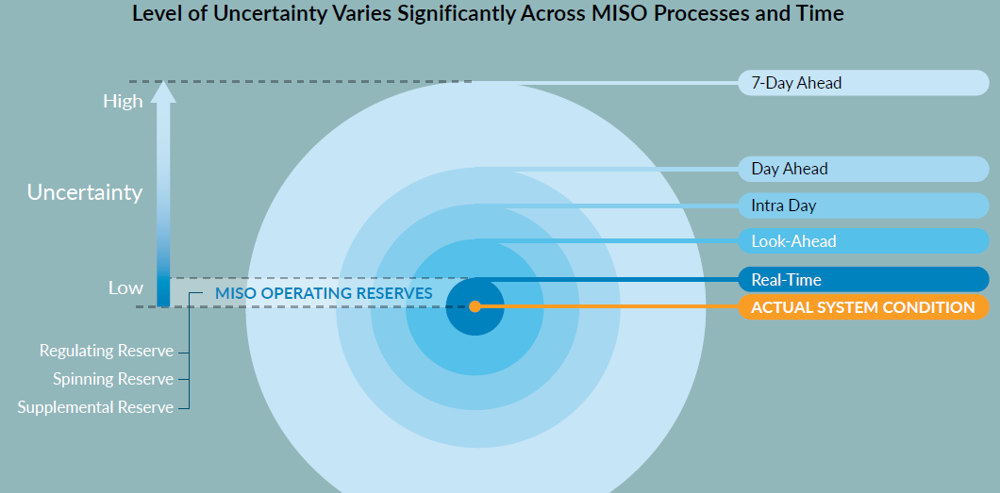 Level of Uncertainty Varies Significantly Across MISO Processes and Time
High
Uncertainty
Low
MISO OPERATING RESERVES
Regulating Reserve
Spinning Reserve
Supplemental Reserve
7-Day Ahead
Day Ahead
Intra Day
Look-Ahead
Real-Time
ACTUAL SYSTEM CONDITION